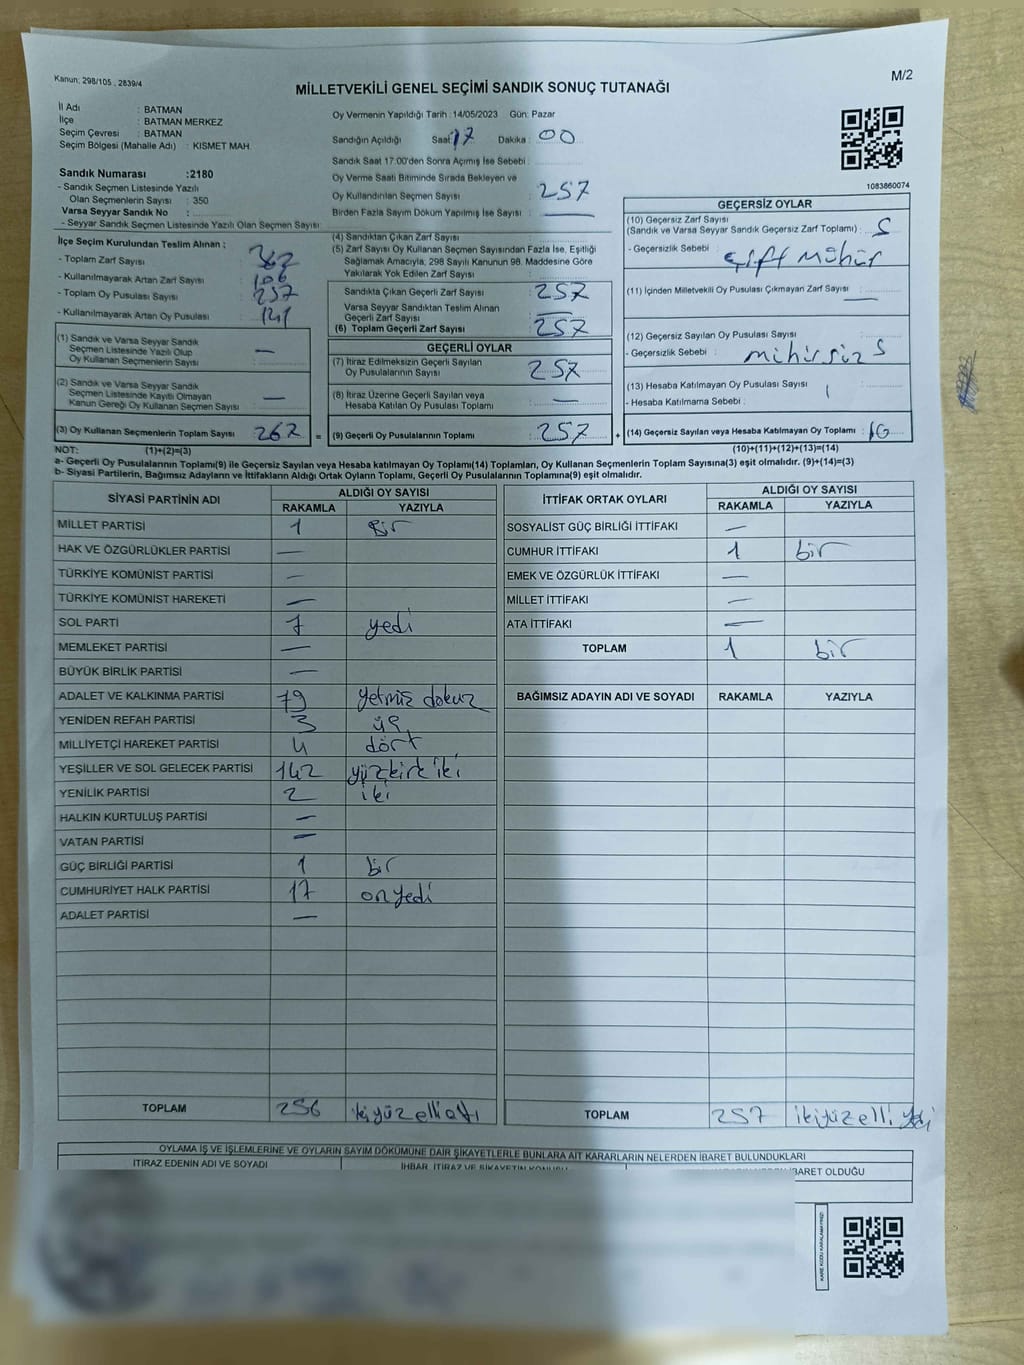 Kanun: 298/105 , 2839/4
M/2
MİLLETVEKİLİ GENEL SEÇİMİ SANDIK SONUÇ TUTANAĞI
İl Adı : BATMAN
İlçe : BATMAN MERKEZ
Seçim Çevresi : BATMAN
Seçim Bölgesi (Mahalle Adı) : KISMET MAH.
Sandık Numarası :2180
- Sandık Seçmen Listesinde Yazılı
Olan Seçmenlerin Sayısı : 350
Varsa Seyyar Sandık No :
- Seyyar Sandık Seçmen Listesinde Yazılı Olan Seçmen Sayısı :
Oy Vermenin Yapıldığı Tarih : 14/05/2023 Gün: Pazar
Sandığın Açıldığı Saat 17 Dakika : 00
Sandık Saat 17.00'den Sonra Açmış İse Sebebi :
Oy Verme Saati Bitiminde Sırada Bekleyen ve
Oy Kullandırılan Seçmen Sayısı : 257
Birden Fazla Sayım Döküm Yapılmış İse Sayısı :
1083860074
İlçe Seçim Kurulundan Teslim Alınan :
- Toplam Zarf Sayısı : 362
- Kullanılmayarak Artan Zarf Sayısı : 106
- Toplam Oy Pusulası Sayısı : 257
- Kullanılmayarak Artan Oy Pusulası : 141
(1) Sandık ve Varsa Seyyar Sandık
Seçmen Listesinde Yazılı Olup
Oy Kullanan Seçmenlerin Sayısı : —
(2) Sandık ve Varsa Seyyar Sandık
Seçmen Listesinde Kayıtlı Olmayan
Kanun Gereği Oy Kullanan Seçmen Sayısı : —
(3) Oy Kullanan Seçmenlerin Toplam Sayısı : 267 =
(4) Sandıktan Çıkan Zarf Sayısı :
(5) Zarf Sayısı Oy Kullanan Seçmen Sayısından Fazla İse, Eşitliği
Sağlamak Amacıyla, 298 Sayılı Kanunun 98. Maddesine Göre
Yakılarak Yok Edilen Zarf Sayısı :
Sandıkta Çıkan Geçerli Zarf Sayısı : 257
Varsa Seyyar Sandıktan Teslim Alınan
Geçerli Zarf Sayısı : —
(6) Toplam Geçerli Zarf Sayısı : 257
GEÇERLİ OYLAR
(7) İtiraz Edilmeksizin Geçerli Sayılan
Oy Pusulalarının Sayısı : 257
(8) İtiraz Üzerine Geçerli Sayılan veya
Hesaba Katılan Oy Pusulası Toplamı : —
(9) Geçerli Oy Pusulalarının Toplamı : 257 +
GEÇERSİZ OYLAR
(10) Geçersiz Zarf Sayısı
(Sandık ve Varsa Seyyar Sandık Geçersiz Zarf Toplamı) : 5
- Geçersizlik Sebebi : Çift Mühür
(11) İçinden Milletvekili Oy Pusulası Çıkmayan Zarf Sayısı : —
(12) Geçersiz Sayılan Oy Pusulası Sayısı : 5
- Geçersizlik Sebebi : mihirsiz
(13) Hesaba Katılmayan Oy Pusulası Sayısı :
- Hesaba Katılmama Sebebi :
(14) Geçersiz Sayılan veya Hesaba Katılmayan Oy Toplamı : 10
NOT: (1)+(2)=(3) (10)+(11)+(12)+(13)=(14)
a- Geçerli Oy Pusulalarının Toplamı(9) ile Geçersiz Sayılan veya Hesaba katılmayan Oy Toplamı(14) Toplamları, Oy Kullanan Seçmenlerin Toplam Sayısına(3) eşit olmalıdır. (9)+(14)=(3)
b- Siyasi Partilerin, Bağımsız Adayların ve İttifakların Aldığı Ortak Oyların Toplamı, Geçerli Oy Pusulalarının Toplamına(9) eşit olmalıdır.
SİYASİ PARTİNİN ADI ALDIĞI OY SAYISI
RAKAMLA YAZIYLA
MİLLET PARTİSİ 1 Bir
HAK VE ÖZGÜRLÜKLER PARTİSİ —
TÜRKİYE KOMÜNİST PARTİSİ —
TÜRKİYE KOMÜNİST HAREKETİ —
SOL PARTİ 7 yedi
MEMLEKET PARTİSİ —
BÜYÜK BİRLİK PARTİSİ —
ADALET VE KALKINMA PARTİSİ 79 yetmiş dokuz
YENİDEN REFAH PARTİSİ 3 üç
MİLLİYETÇİ HAREKET PARTİSİ 4 dört
YEŞİLLER VE SOL GELECEK PARTİSİ 142 yüzkırk iki
YENİLİK PARTİSİ 2 iki
HALKIN KURTULUŞ PARTİSİ —
VATAN PARTİSİ —
GÜÇ BİRLİĞİ PARTİSİ 1 bir
CUMHURİYET HALK PARTİSİ 17 onyedi
ADALET PARTİSİ —
TOPLAM 256 ikiyüz elli altı
İTTİFAK ORTAK OYLARI ALDIĞI OY SAYISI
RAKAMLA YAZIYLA
SOSYALİST GÜÇ BİRLİĞİ İTTİFAKI —
CUMHUR İTTİFAKI 1 bir
EMEK VE ÖZGÜRLÜK İTTİFAKI —
MİLLET İTTİFAKI —
ATA İTTİFAKI —
TOPLAM 1 bir
BAĞIMSIZ ADAYIN ADI VE SOYADI RAKAMLA YAZIYLA
TOPLAM 257 ikiyüzelli yedi
OYLAMA İŞ VE İŞLEMLERİNE VE OYLARIN SAYIM DÖKÜMÜNE DAİR ŞİKAYETLERLE BUNLARA AİT KARARLARIN NELERDEN İBARET BULUNDUKLARI
İTİRAZ EDENİN ADI VE SOYADI İHBAR, İTİRAZ VE ŞİKAYETİN KONUSU İBARET OLDUĞU